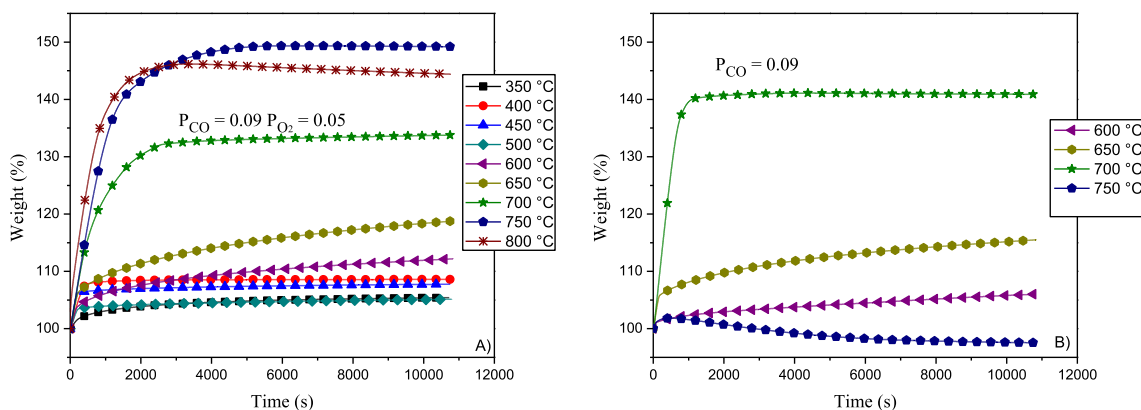 150
140
130
120
110
100
Weight (%)
P_CO = 0.09 P_O₂ = 0.05
350 °C
400 °C
450 °C
500 °C
600 °C
650 °C
700 °C
750 °C
800 °C
A)
0 2000 4000 6000 8000 10000 12000
Time (s)
150
140
130
120
110
100
Weight (%)
P_CO = 0.09
600 °C
650 °C
700 °C
750 °C
B)
0 2000 4000 6000 8000 10000 12000
Time (s)